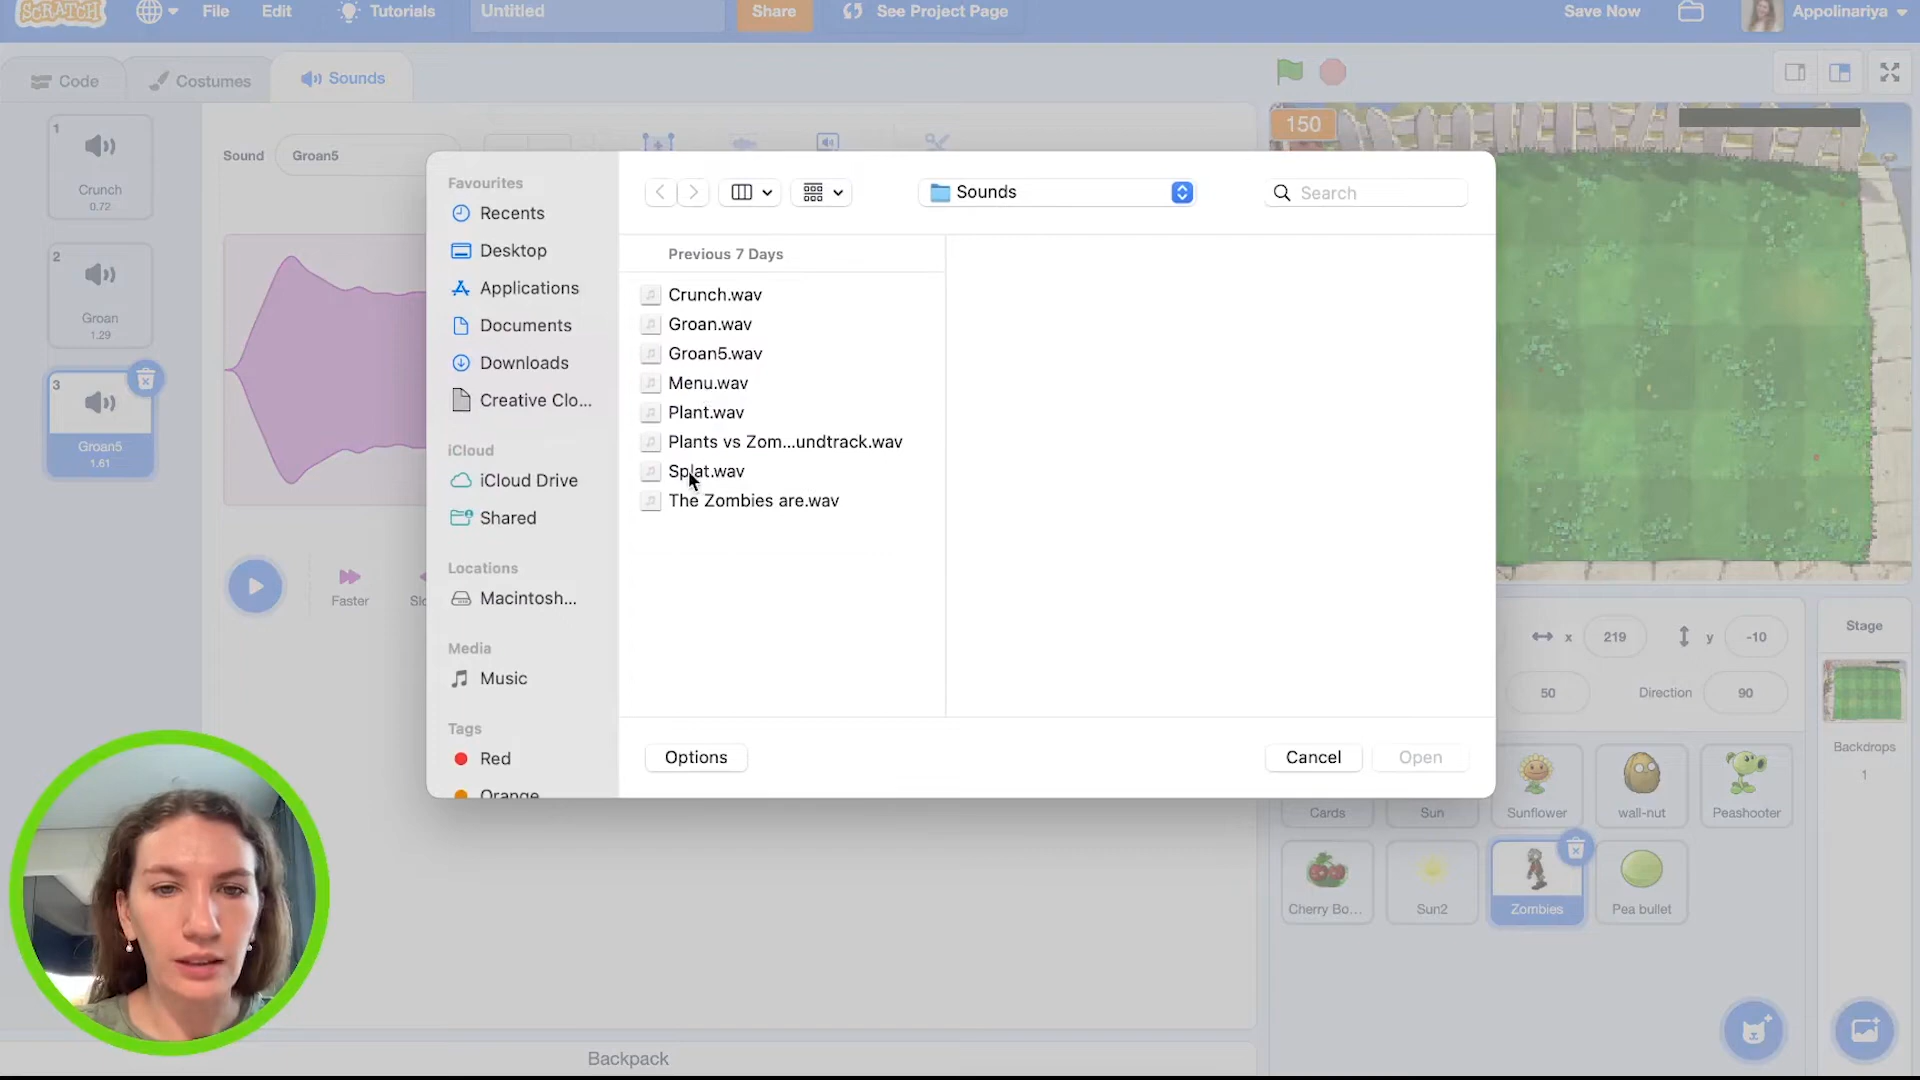 SCRATCH
File
Edit
Tutorials
Untitled
Share
See Project Page
Save Now
Appolinariya
Code
Costumes
Sounds
1
Crunch
0.72
2
Groan
1.29
3
Groan5
1.61
Sound
Groan5
Faster
Favourites
Recents
Desktop
Applications
Documents
Downloads
Creative Clo...
iCloud
iCloud Drive
Shared
Locations
Macintosh...
Media
Music
Tags
Red
Orange
Sounds
Search
Previous 7 Days
Crunch.wav
Groan.wav
Groan5.wav
Menu.wav
Plant.wav
Plants vs Zom...undtrack.wav
Splat.wav
The Zombies are.wav
Options
Cancel
Open
150
x
219
y
-10
50
Direction
90
Stage
Backdrops
1
Cards
Sun
Sunflower
wall-nut
Peashooter
Cherry Bo...
Sun2
Zombies
Pea bullet
Backpack